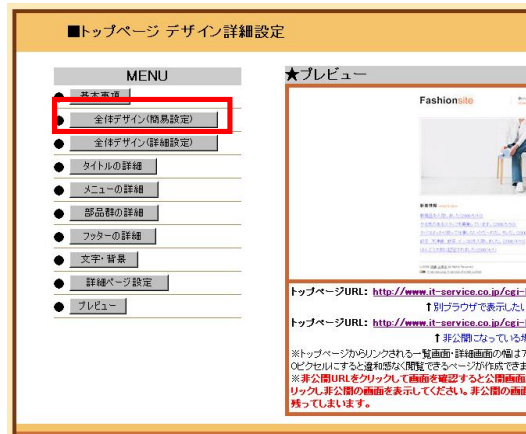 ■トップページ デザイン詳細設定
MENU
基本事項
全体デザイン(簡易設定)
全体デザイン(詳細設定)
タイトルの詳細
メニューの詳細
部品群の詳細
フッターの詳細
文字・背景
詳細ページ設定
プレビュー
★プレビュー
Fashionsite
新着情報
トップページURL: http://www.it-service.co.jp/cgi-
↑別ブラウザで表示したい
トップページURL: http://www.it-service.co.jp/cgi-
↑非公開になっている場
※トップページからリンクされる一覧画面・詳細画面の幅は7
0ピクセルにすると違和感なく閲覧できるページが作成できま
※非公開URLをクリックして画面を確認すると公開画面
リックし非公開の画面を表示してください。非公開の画面
残ってしまいます。